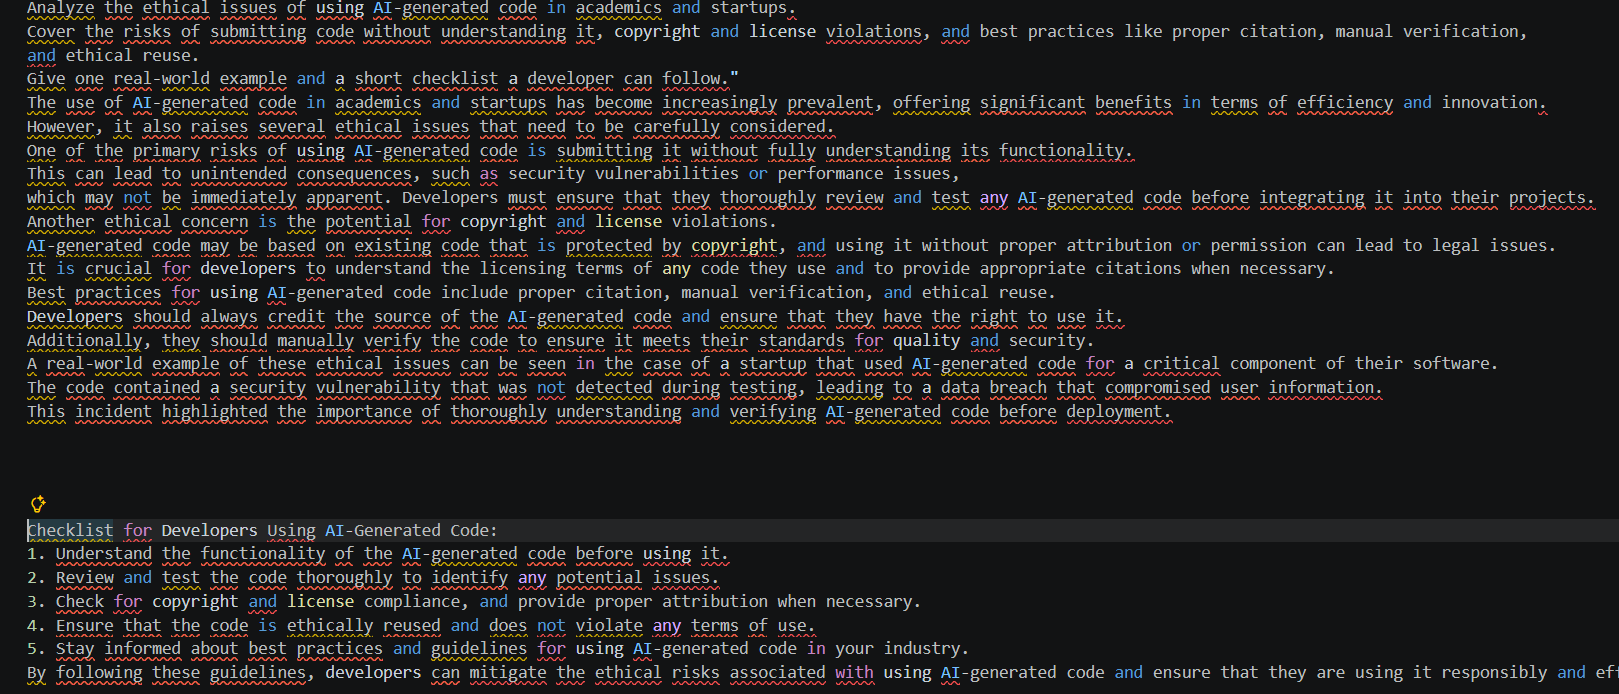 Analyze the ethical issues of using AI-generated code in academics and startups.
Cover the risks of submitting code without understanding it, copyright and license violations, and best practices like proper citation, manual verification,
and ethical reuse.
Give one real-world example and a short checklist a developer can follow."
The use of AI-generated code in academics and startups has become increasingly prevalent, offering significant benefits in terms of efficiency and innovation.
However, it also raises several ethical issues that need to be carefully considered.
One of the primary risks of using AI-generated code is submitting it without fully understanding its functionality.
This can lead to unintended consequences, such as security vulnerabilities or performance issues,
which may not be immediately apparent. Developers must ensure that they thoroughly review and test any AI-generated code before integrating it into their projects.
Another ethical concern is the potential for copyright and license violations.
AI-generated code may be based on existing code that is protected by copyright, and using it without proper attribution or permission can lead to legal issues.
It is crucial for developers to understand the licensing terms of any code they use and to provide appropriate citations when necessary.
Best practices for using AI-generated code include proper citation, manual verification, and ethical reuse.
Developers should always credit the source of the AI-generated code and ensure that they have the right to use it.
Additionally, they should manually verify the code to ensure it meets their standards for quality and security.
A real-world example of these ethical issues can be seen in the case of a startup that used AI-generated code for a critical component of their software.
The code contained a security vulnerability that was not detected during testing, leading to a data breach that compromised user information.
This incident highlighted the importance of thoroughly understanding and verifying AI-generated code before deployment.
Checklist for Developers Using AI-Generated Code:
1. Understand the functionality of the AI-generated code before using it.
2. Review and test the code thoroughly to identify any potential issues.
3. Check for copyright and license compliance, and provide proper attribution when necessary.
4. Ensure that the code is ethically reused and does not violate any terms of use.
5. Stay informed about best practices and guidelines for using AI-generated code in your industry.
By following these guidelines, developers can mitigate the ethical risks associated with using AI-generated code and ensure that they are using it responsibly and